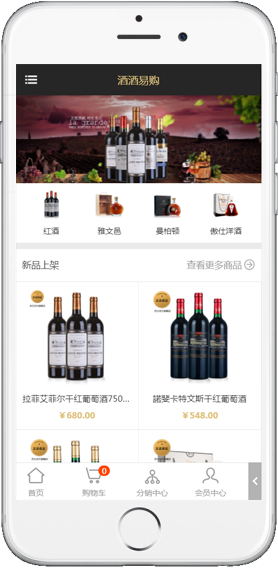 酒酒易购
la grande
红酒
雅文邑
曼柏顿
傲仕洋酒
新品上架
查看更多商品
拉菲艾菲尔干红葡萄酒750...
諾斐卡特文斯干红葡萄酒
￥680.00
￥548.00
首页
购物车
0
分销中心
会员中心